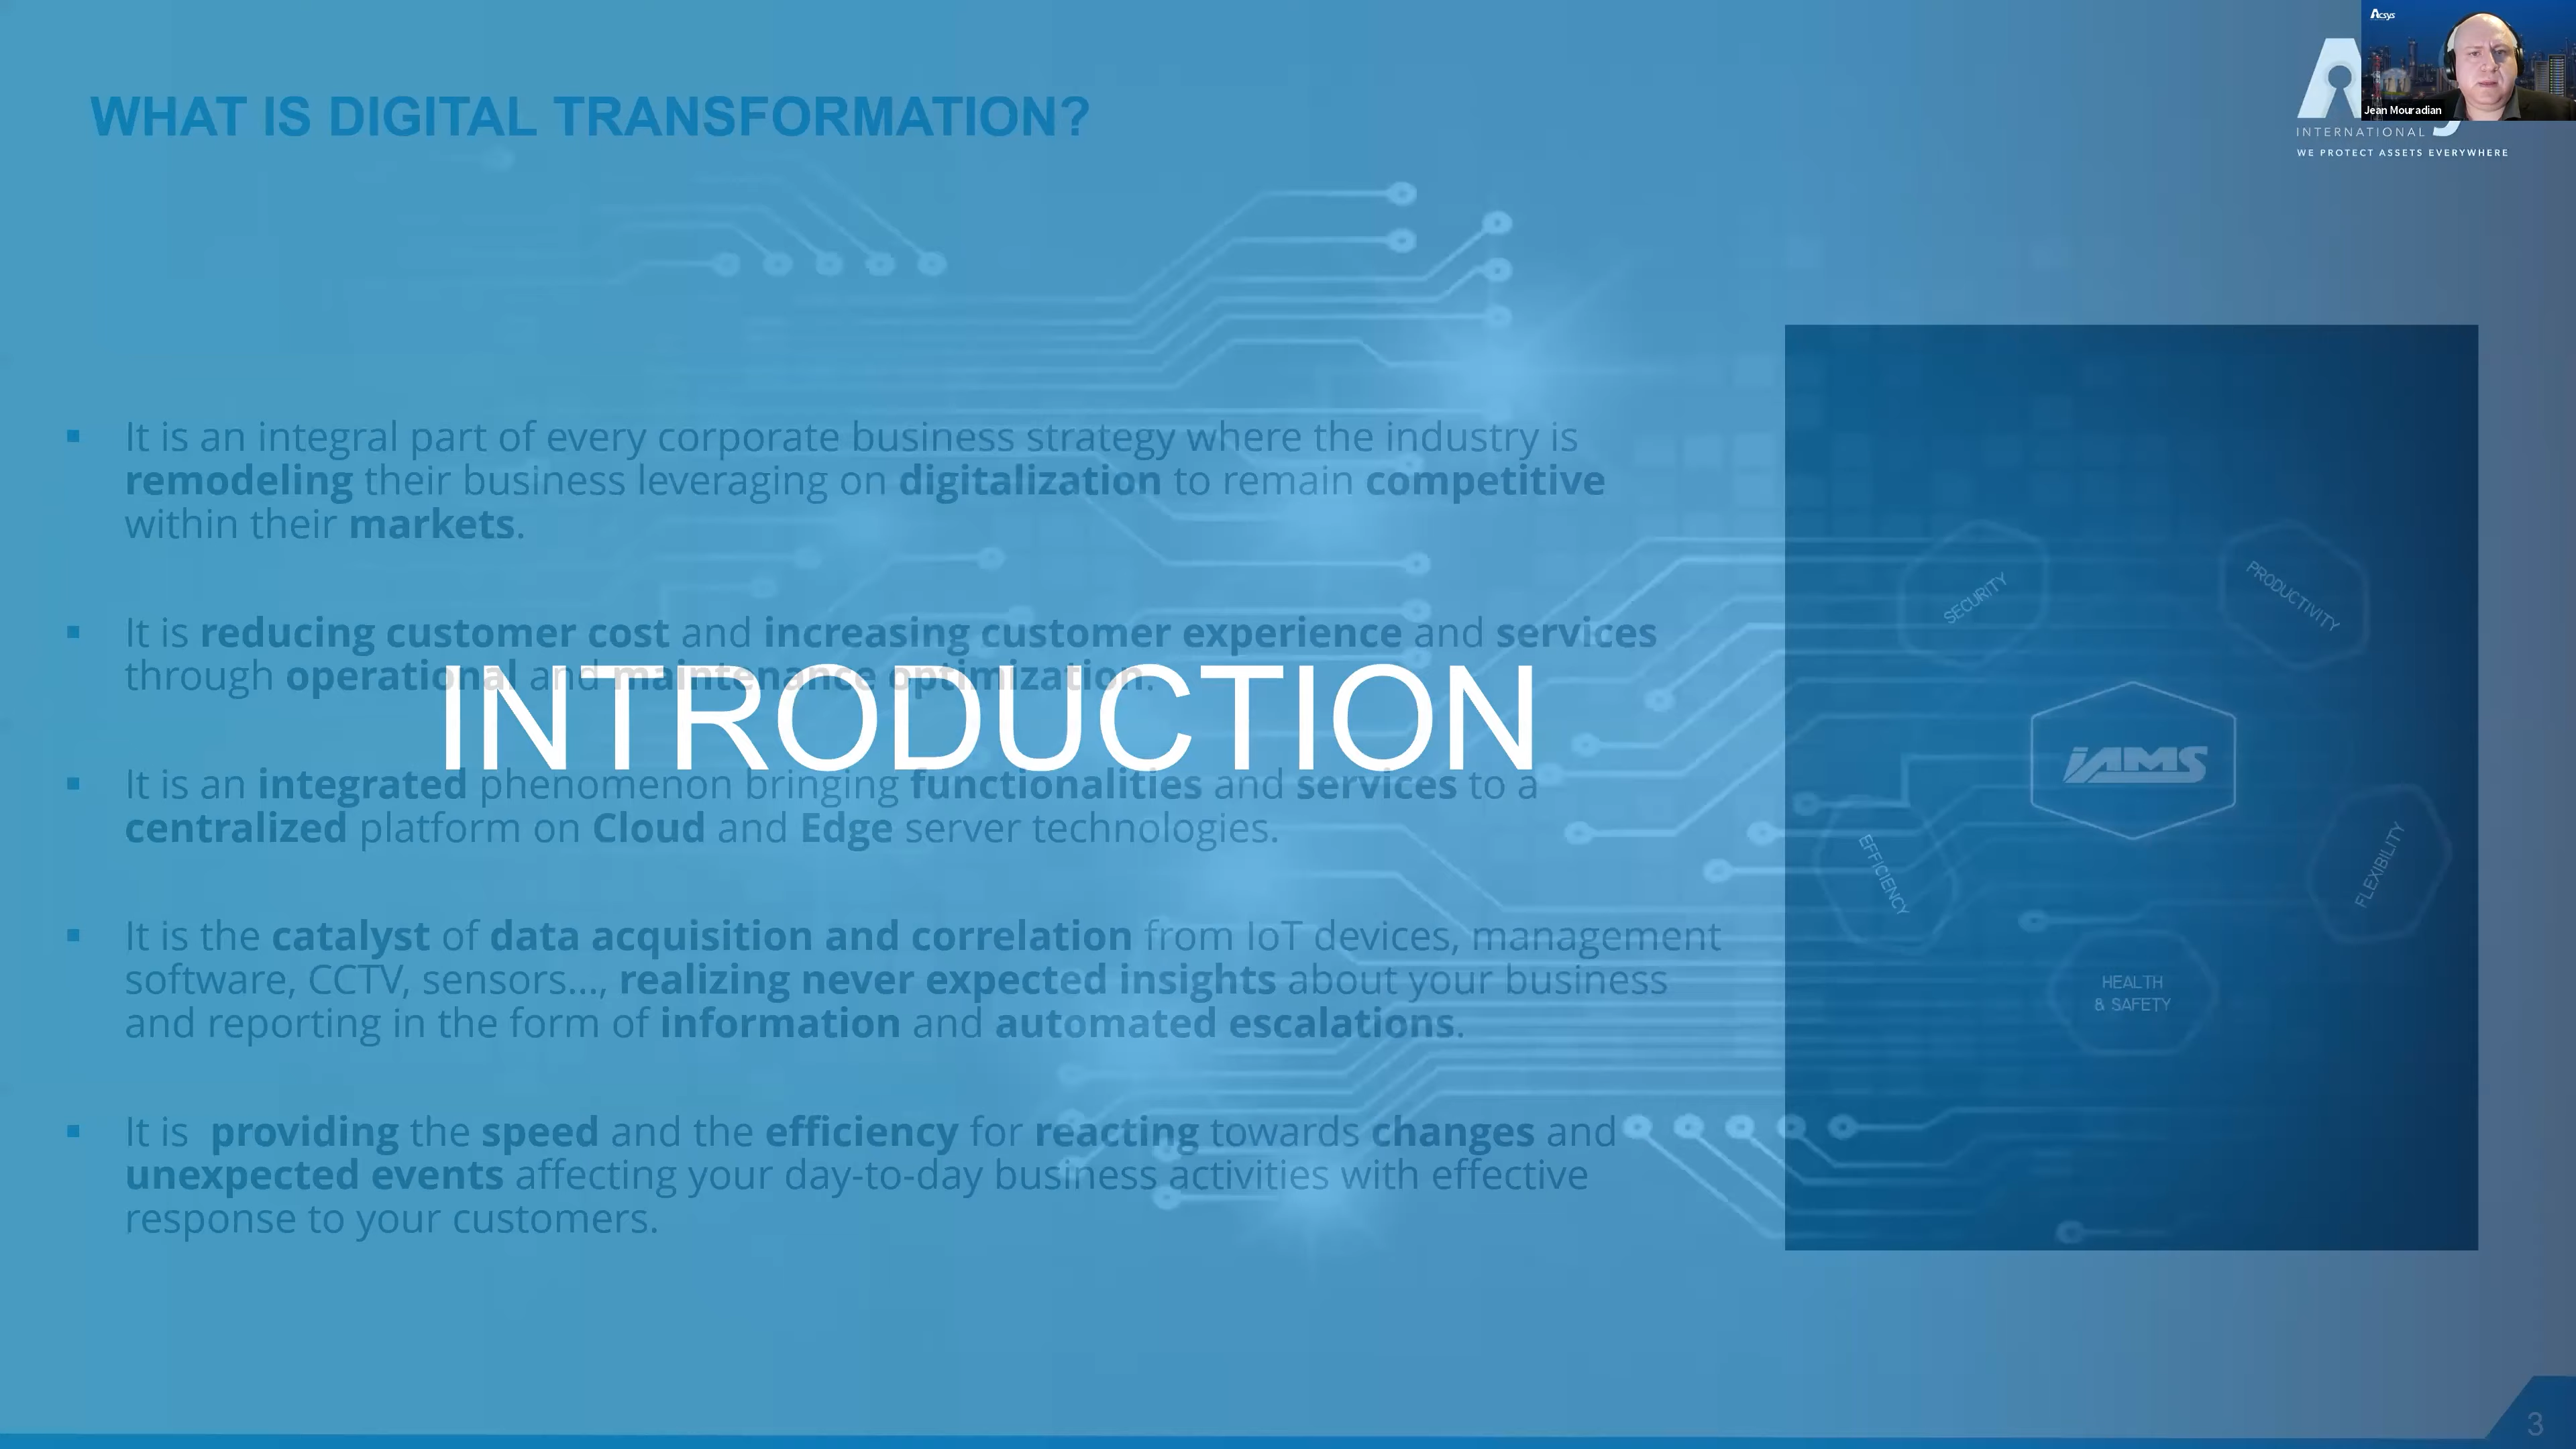 Acsys
Jean Mouradian
INTERNATIONAL
WE PROTECT ASSETS EVERYWHERE
WHAT IS DIGITAL TRANSFORMATION?
▪ It is an integral part of every corporate business strategy where the industry is
remodeling their business leveraging on digitalization to remain competitive
within their markets.
▪ It is reducing customer cost and increasing customer experience and services
through operational and maintenance optimization.
INTRODUCTION
▪ It is an integrated phenomenon bringing functionalities and services to a
centralized platform on Cloud and Edge server technologies.
▪ It is the catalyst of data acquisition and correlation from IoT devices, management
software, CCTV, sensors..., realizing never expected insights about your business
and reporting in the form of information and automated escalations.
▪ It is providing the speed and the efficiency for reacting towards changes and
unexpected events affecting your day-to-day business activities with effective
response to your customers.
SECURITY
PRODUCTIVITY
iAMS
EFFICIENCY
FLEXIBILITY
HEALTH
& SAFETY
3